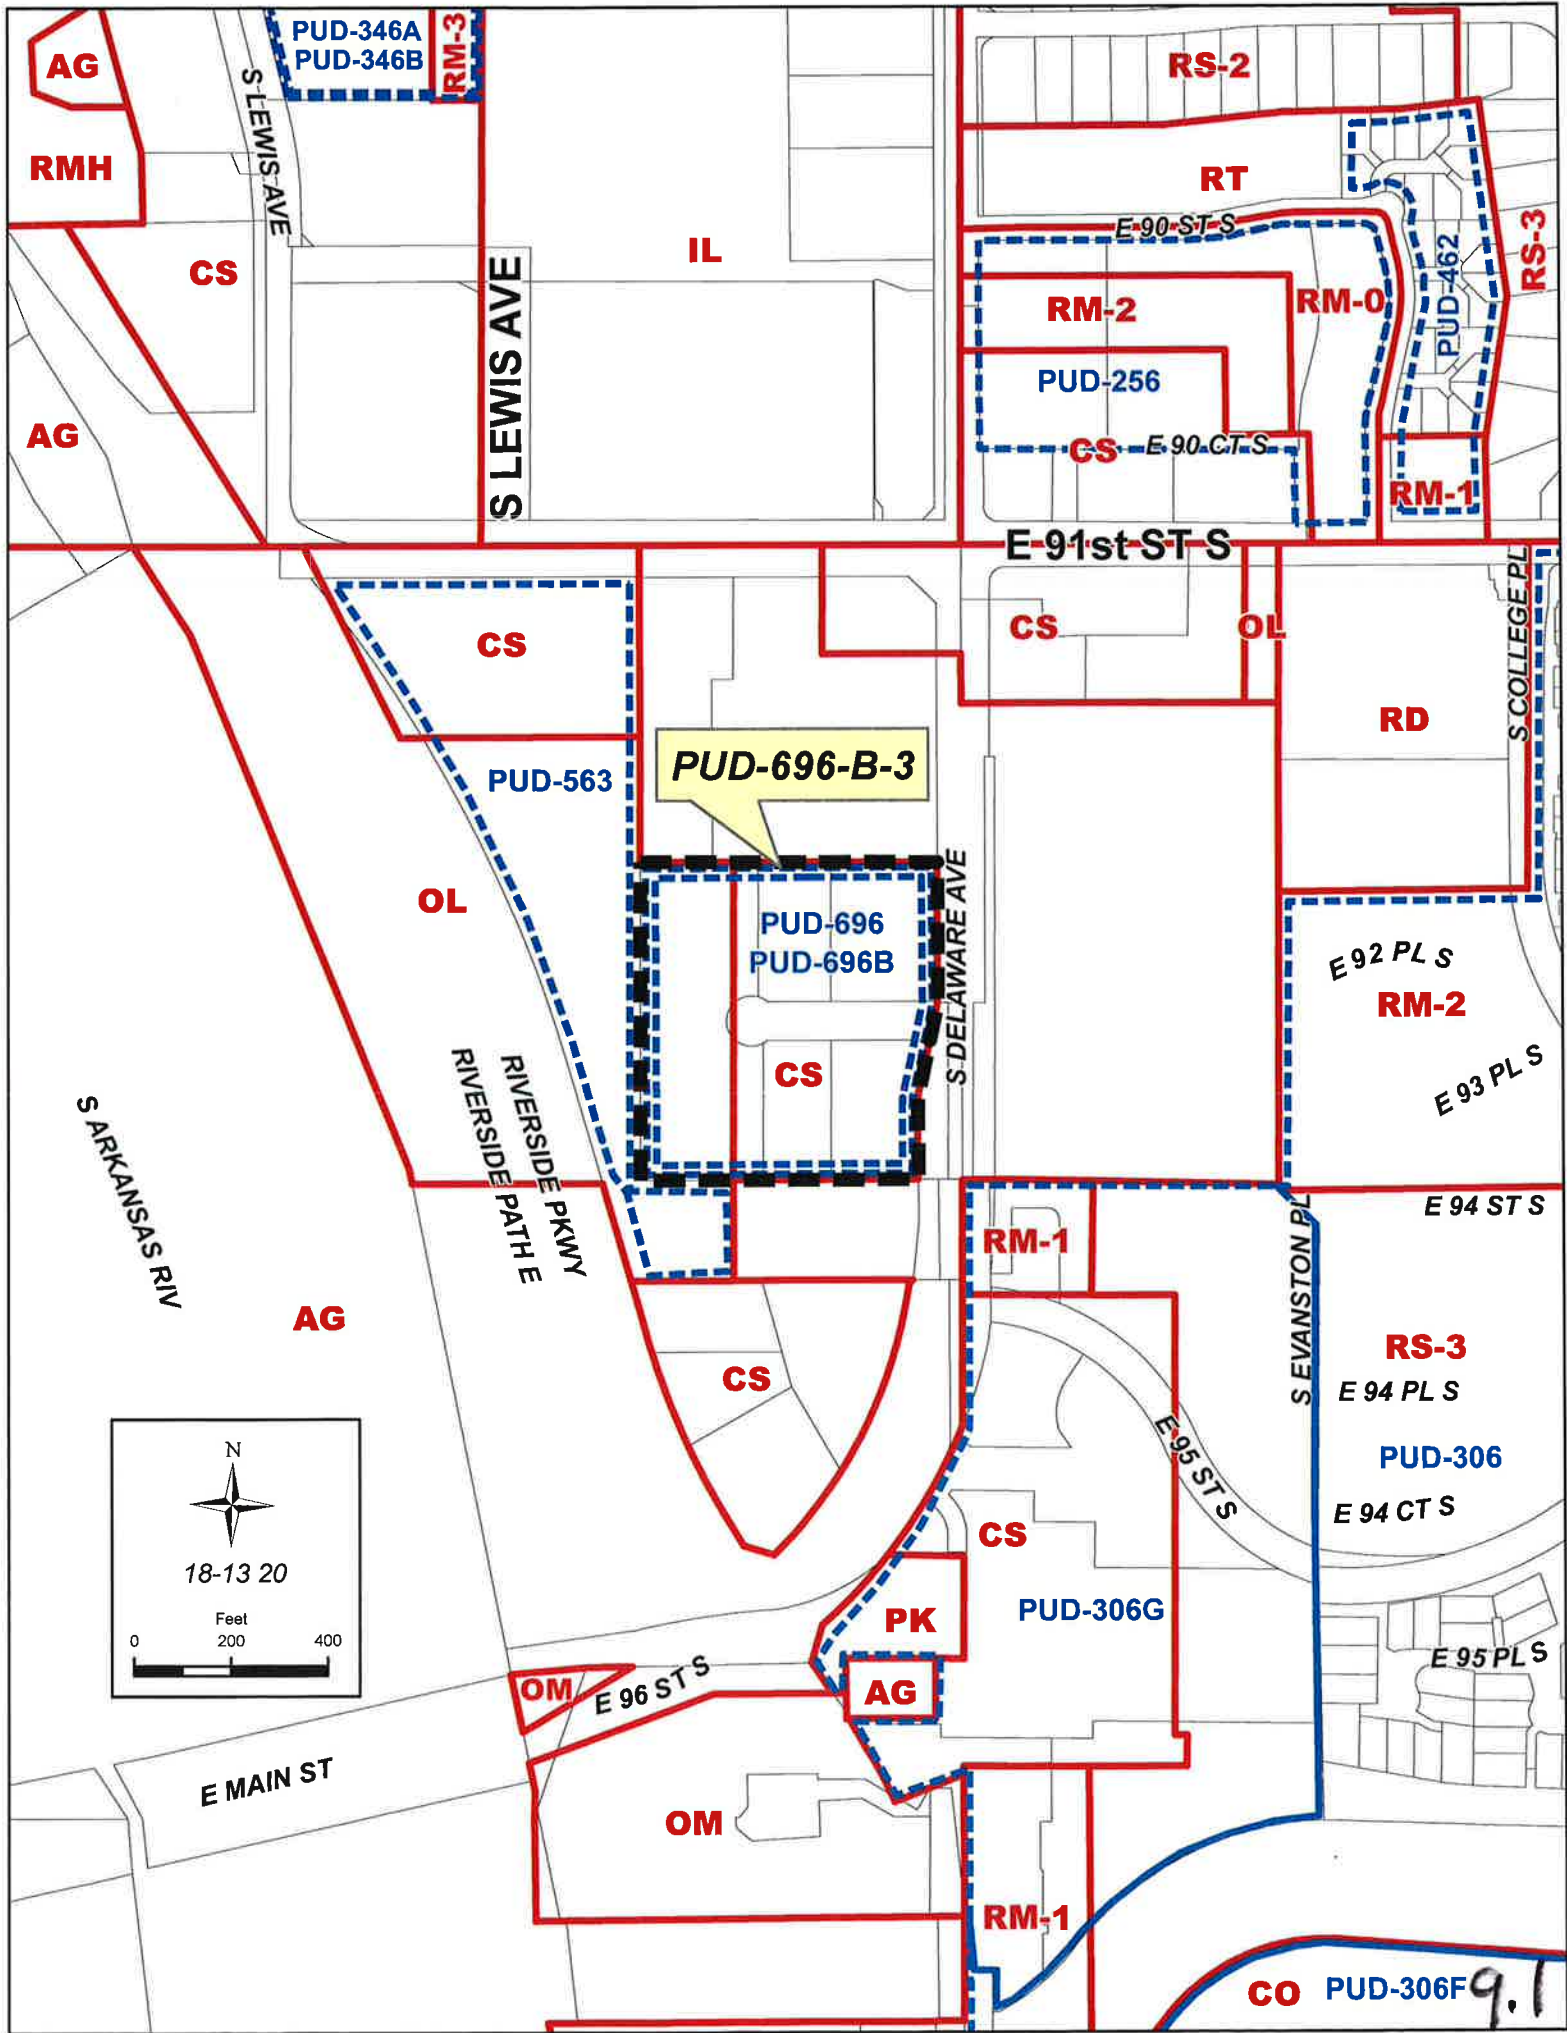 PUD-346A
PUD-346B
RM-3
AG
RS-2
S LEWIS AVE
RMH
RT
E 90 ST S
CS
IL
RS-3
PUD-462
RM-2
RM-0
S LEWIS AVE
PUD-256
AG
CS
E 90 CT S
RM-1
E 91st ST S
S COLLEGE PL
CS
CS
OL
RD
PUD-563
PUD-696-B-3
OL
PUD-696
PUD-696B
S DELAWARE AVE
E 92 PL S
RM-2
CS
E 93 PL S
RIVERSIDE PKWY
RIVERSIDE PATH E
S ARKANSAS RIV
E 94 ST S
RM-1
S EVANSTON PL
AG
RS-3
CS
E 94 PL S
E 95 ST S
PUD-306
N
E 94 CT S
CS
18-13 20
PUD-306G
Feet
0 200 400
PK
E 95 PL S
OM
E 96 ST S
AG
E MAIN ST
OM
RM-1
CO
PUD-306F
9.1